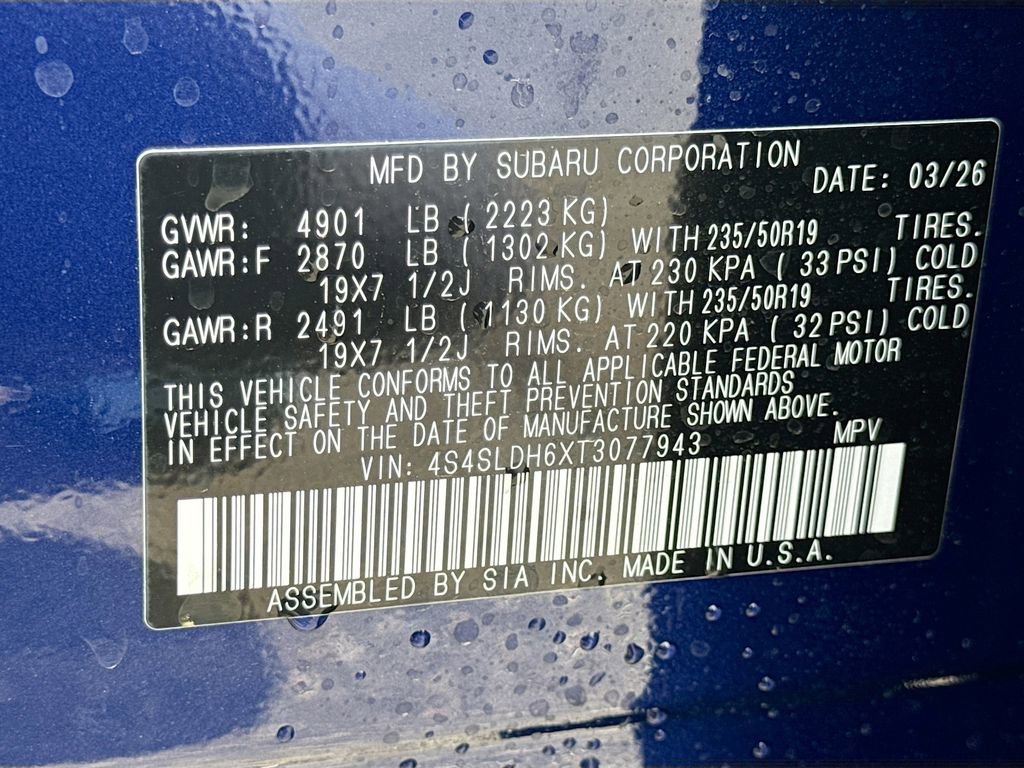 MFD BY SUBARU CORPORATION DATE: 03/26
GVWR: 4901 LB ( 2223 KG)
GAWR:F 2870 LB ( 1302 KG) WITH 235/50R19 TIRES.
19X7 1/2J RIMS. AT 230 KPA ( 33 PSI) COLD
GAWR:R 2491 LB ( 1130 KG) WITH 235/50R19 TIRES.
19X7 1/2J RIMS. AT 220 KPA ( 32 PSI) COLD
THIS VEHICLE CONFORMS TO ALL APPLICABLE FEDERAL MOTOR
VEHICLE SAFETY AND THEFT PREVENTION STANDARDS
IN EFFECT ON THE DATE OF MANUFACTURE SHOWN ABOVE.
VIN: 4S4SLDH6XT3077943 MPV
ASSEMBLED BY SIA INC. MADE IN U.S.A.